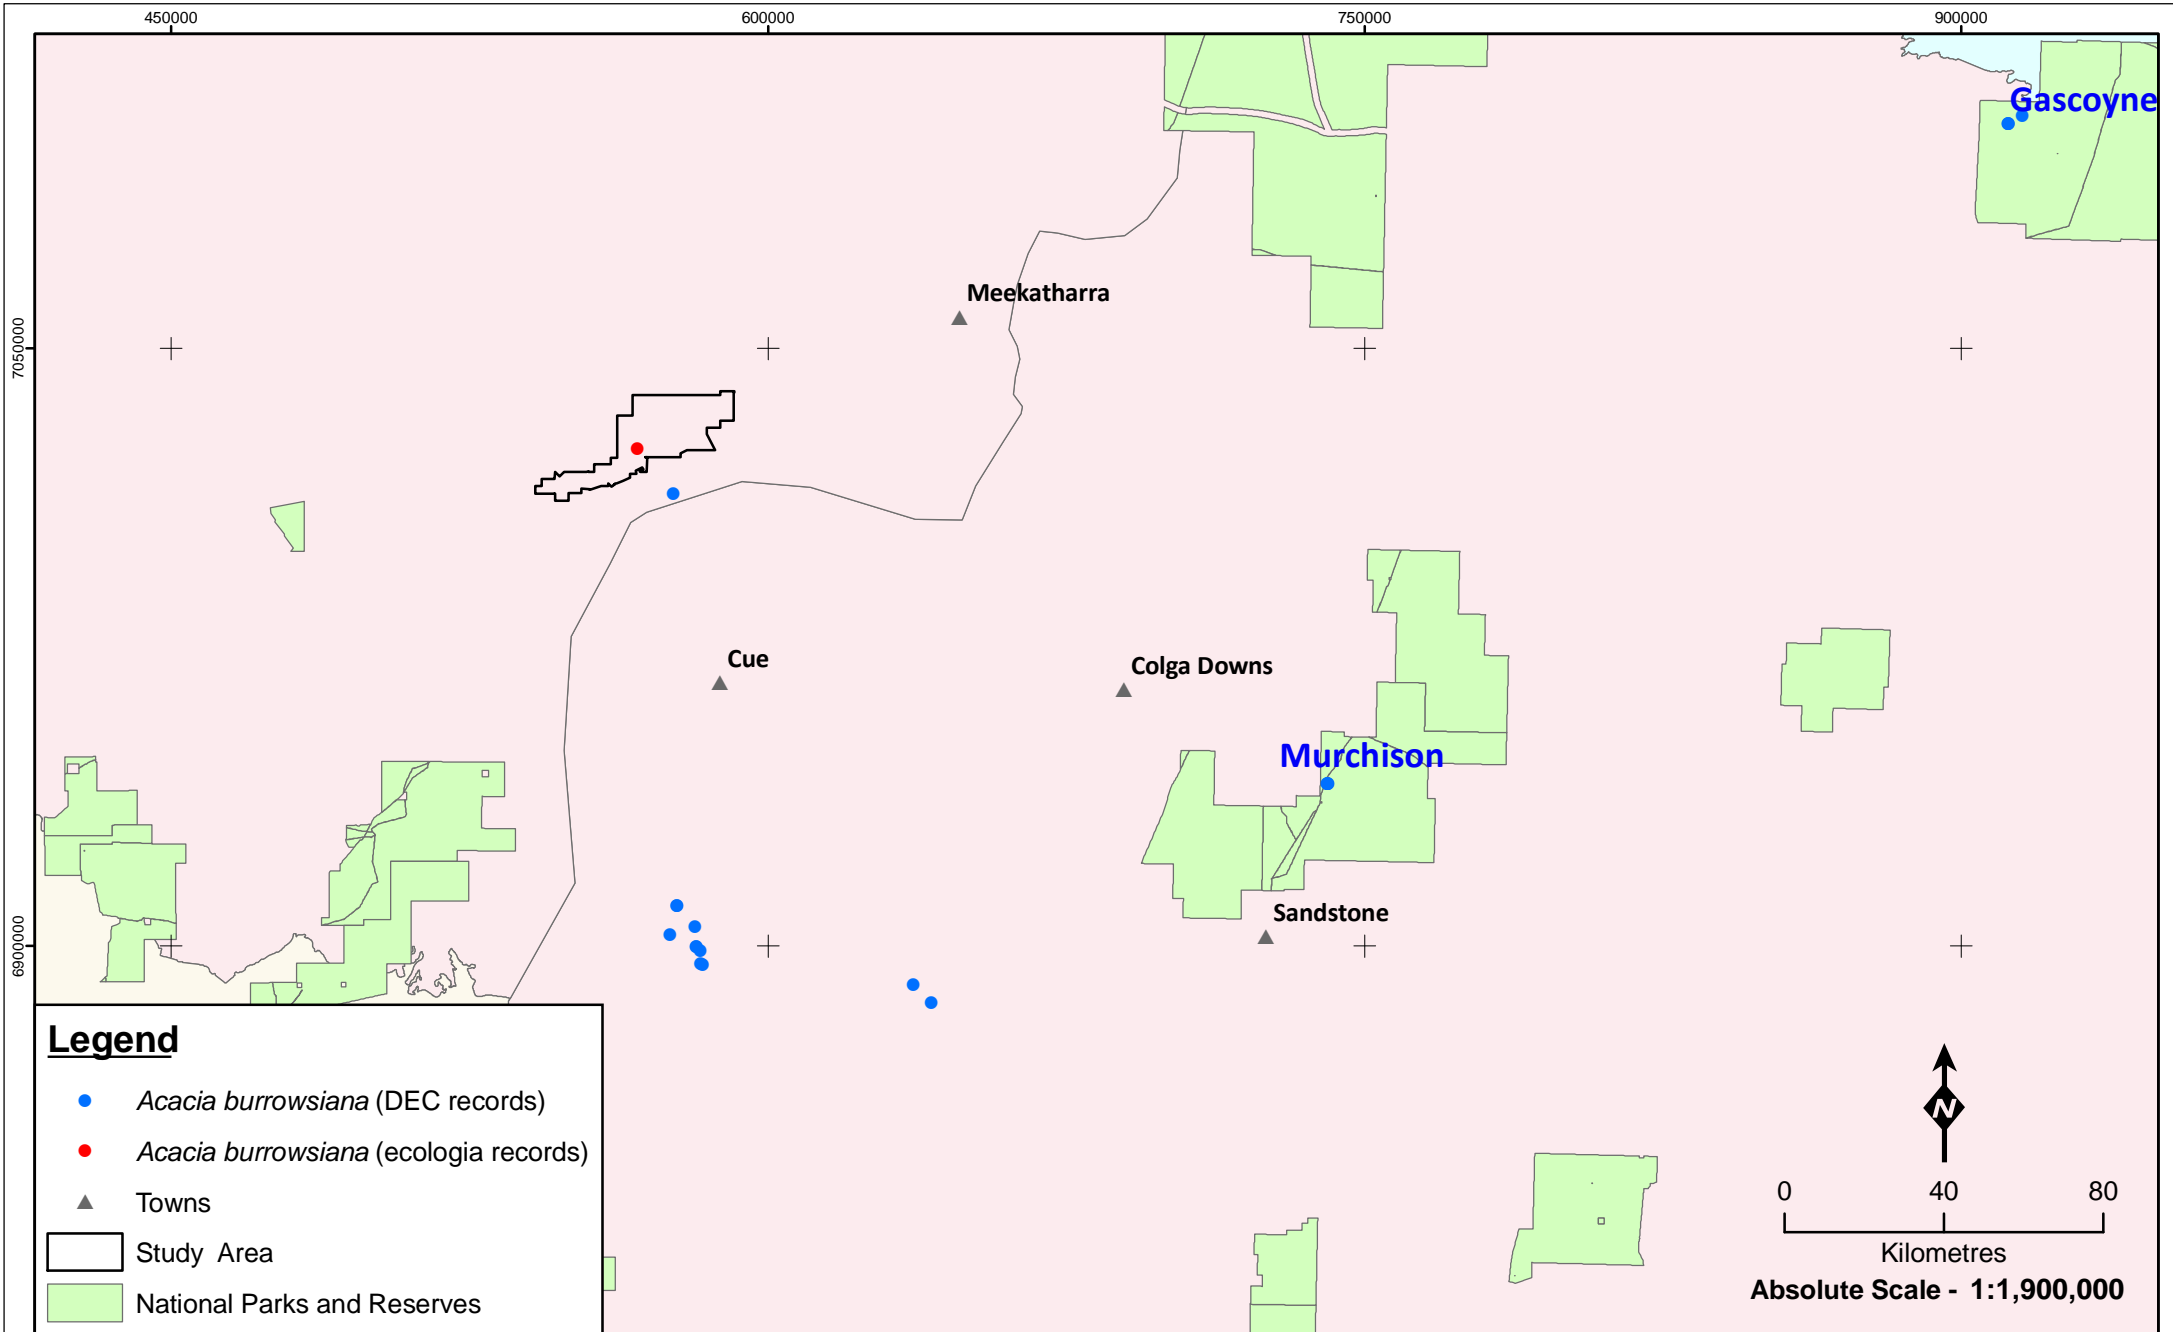 450000
600000
750000
900000
Gascoyne
Meekatharra
7050000
Cue
Colga Downs
Murchison
Sandstone
6900000
Legend
Acacia burrowsiana (DEC records)
Acacia burrowsiana (ecologia records)
Towns
Study Area
National Parks and Reserves
N
0 40 80
Kilometres
Absolute Scale - 1:1,900,000